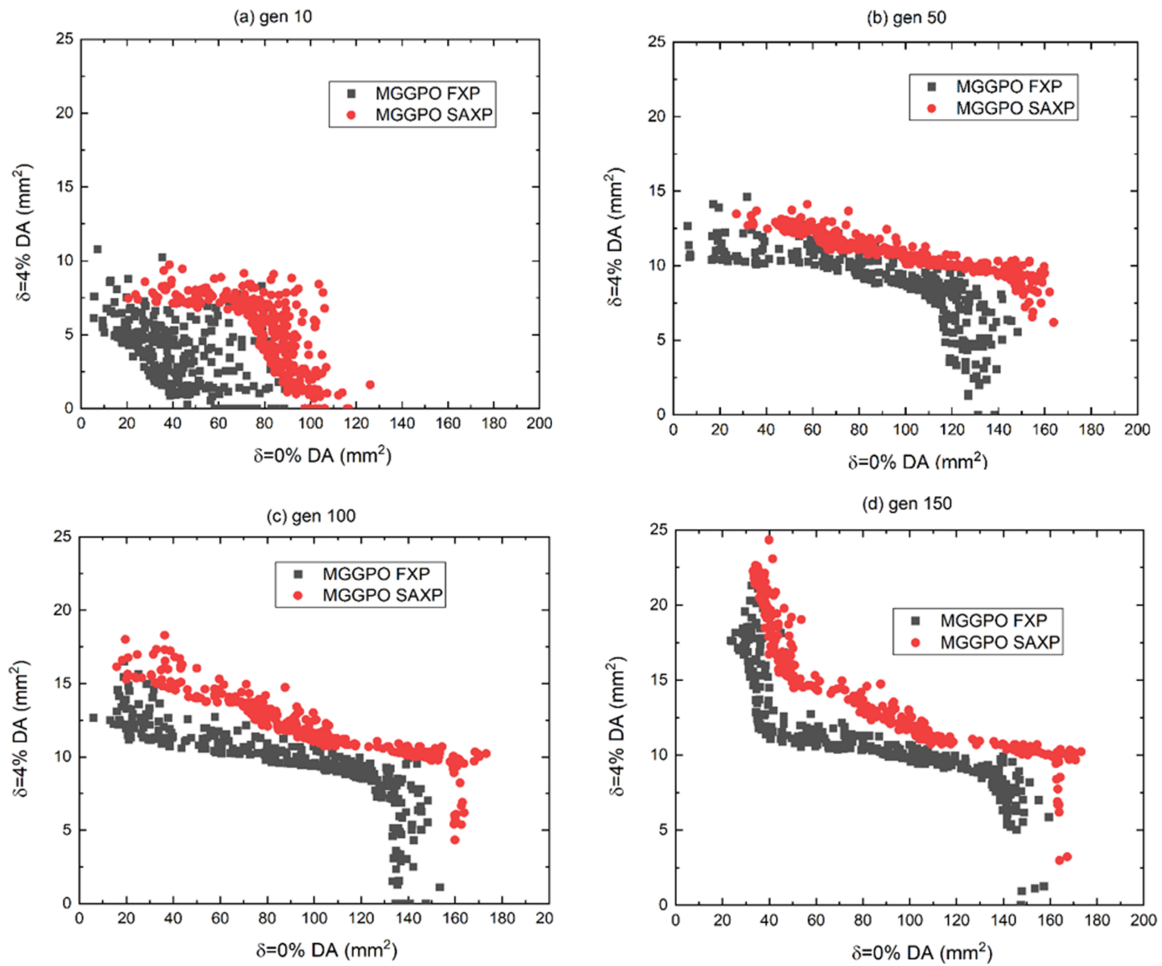 (a) gen 10
25
20
15
10
5
0
δ=4% DA (mm²)
MGGPO FXP
MGGPO SAXP
0 20 40 60 80 100 120 140 160 180 200
δ=0% DA (mm²)
(b) gen 50
25
20
15
10
5
0
δ=4% DA (mm²)
MGGPO FXP
MGGPO SAXP
0 20 40 60 80 100 120 140 160 180 200
δ=0% DA (mm²)
(c) gen 100
25
20
15
10
5
0
δ=4% DA (mm²)
MGGPO FXP
MGGPO SAXP
0 20 40 60 80 100 120 140 160 180 20
δ=0% DA (mm²)
(d) gen 150
25
20
15
10
5
0
δ=4% DA (mm²)
MGGPO FXP
MGGPO SAXP
0 20 40 60 80 100 120 140 160 180 200
δ=0% DA (mm²)